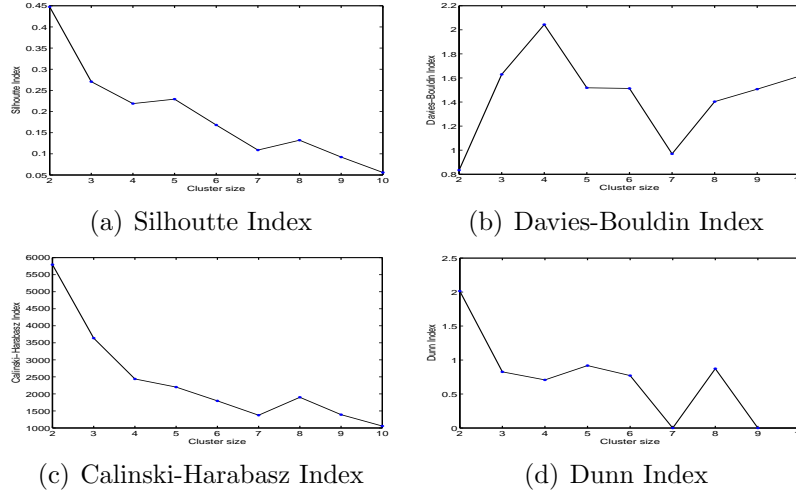 0.45
0.4
0.35
0.3
0.25
0.2
0.15
0.1
0.05
Silhoutte Index
2 3 4 5 6 7 8 9 10
Cluster size
(a) Silhoutte Index
2.2
2
1.8
1.6
1.4
1.2
1
0.8
Davies−Bouldin Index
2 3 4 5 6 7 8 9 1
Cluster size
(b) Davies-Bouldin Index
6000
5500
5000
4500
4000
3500
3000
2500
2000
1500
1000
Calinski−Harabasz Index
2 3 4 5 6 7 8 9 10
Cluster size
(c) Calinski-Harabasz Index
2.5
2
1.5
1
0.5
0
Dunn Index
2 3 4 5 6 7 8 9 1
Cluster size
(d) Dunn Index